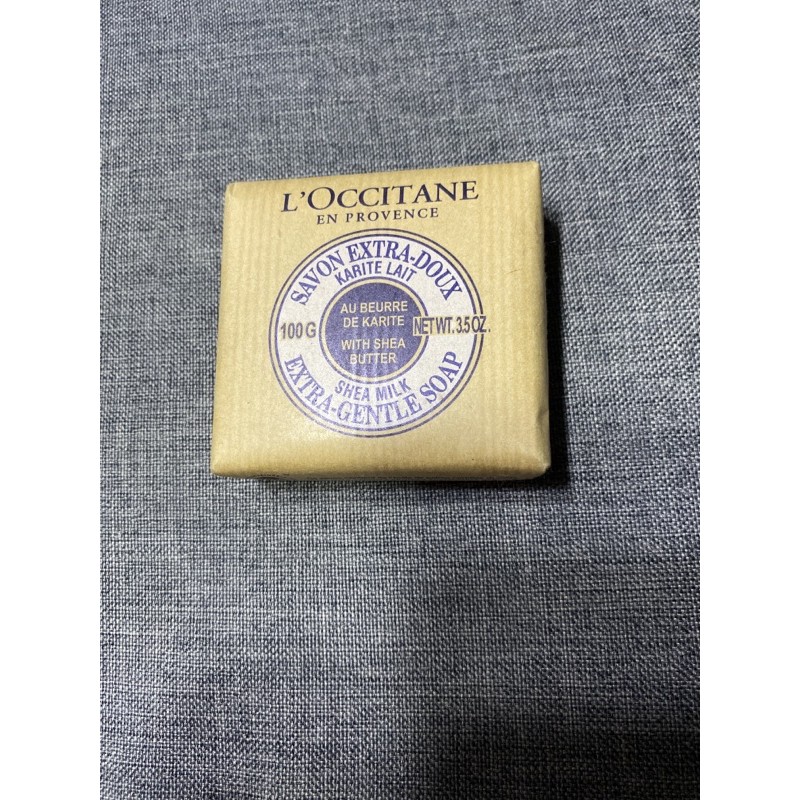 L'OCCITANE
EN PROVENCE
SAVON EXTRA-DOUX
KARITE LAIT
100 G
AU BEURRE
DE KARITE
WITH SHEA
BUTTER
NET WT. 3.5 OZ.
SHEA MILK
EXTRA-GENTLE SOAP